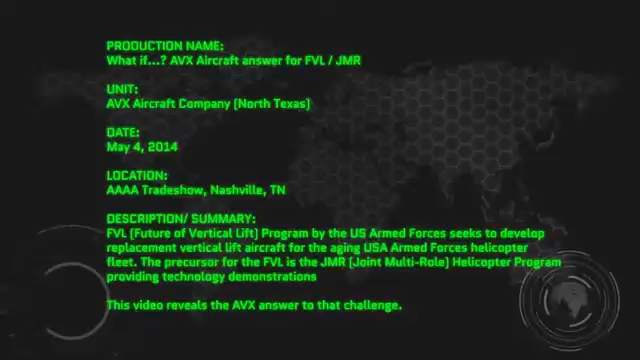 PRODUCTION NAME:
What if...? AVX Aircraft answer for FVL / JMR
UNIT:
AVX Aircraft Company (North Texas)
DATE:
May 4, 2014
LOCATION:
AAAA Tradeshow, Nashville, TN
DESCRIPTION/ SUMMARY:
FVL (Future of Vertical Lift) Program by the US Armed Forces seeks to develop
replacement vertical lift aircraft for the aging USA Armed Forces helicopter
fleet. The precursor for the FVL is the JMR (Joint Multi-Role) Helicopter Program
providing technology demonstrations
This video reveals the AVX answer to that challenge.